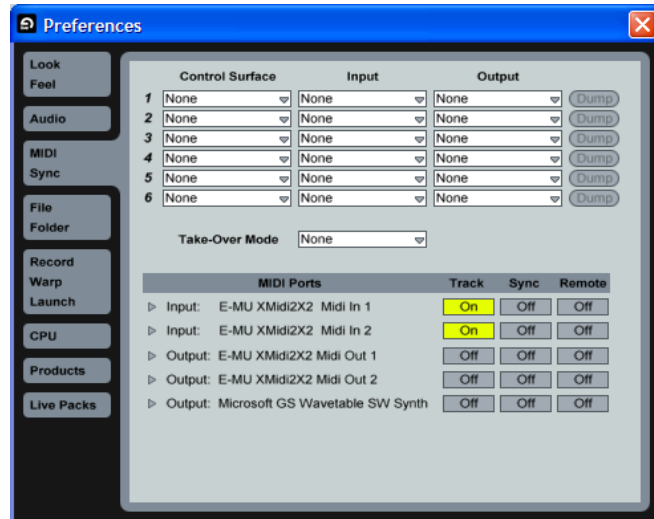 Preferences
Look
Feel
Audio
MIDI
Sync
File
Folder
Record
Warp
Launch
CPU
Products
Live Packs
Control Surface Input Output
1 None None None Dump
2 None None None Dump
3 None None None Dump
4 None None None Dump
5 None None None Dump
6 None None None Dump
Take-Over Mode None
MIDI Ports Track Sync Remote
Input: E-MU XMidi2X2 Midi In 1 On Off Off
Input: E-MU XMidi2X2 Midi In 2 On Off Off
Output: E-MU XMidi2X2 Midi Out 1 Off Off Off
Output: E-MU XMidi2X2 Midi Out 2 Off Off Off
Output: Microsoft GS Wavetable SW Synth Off Off Off